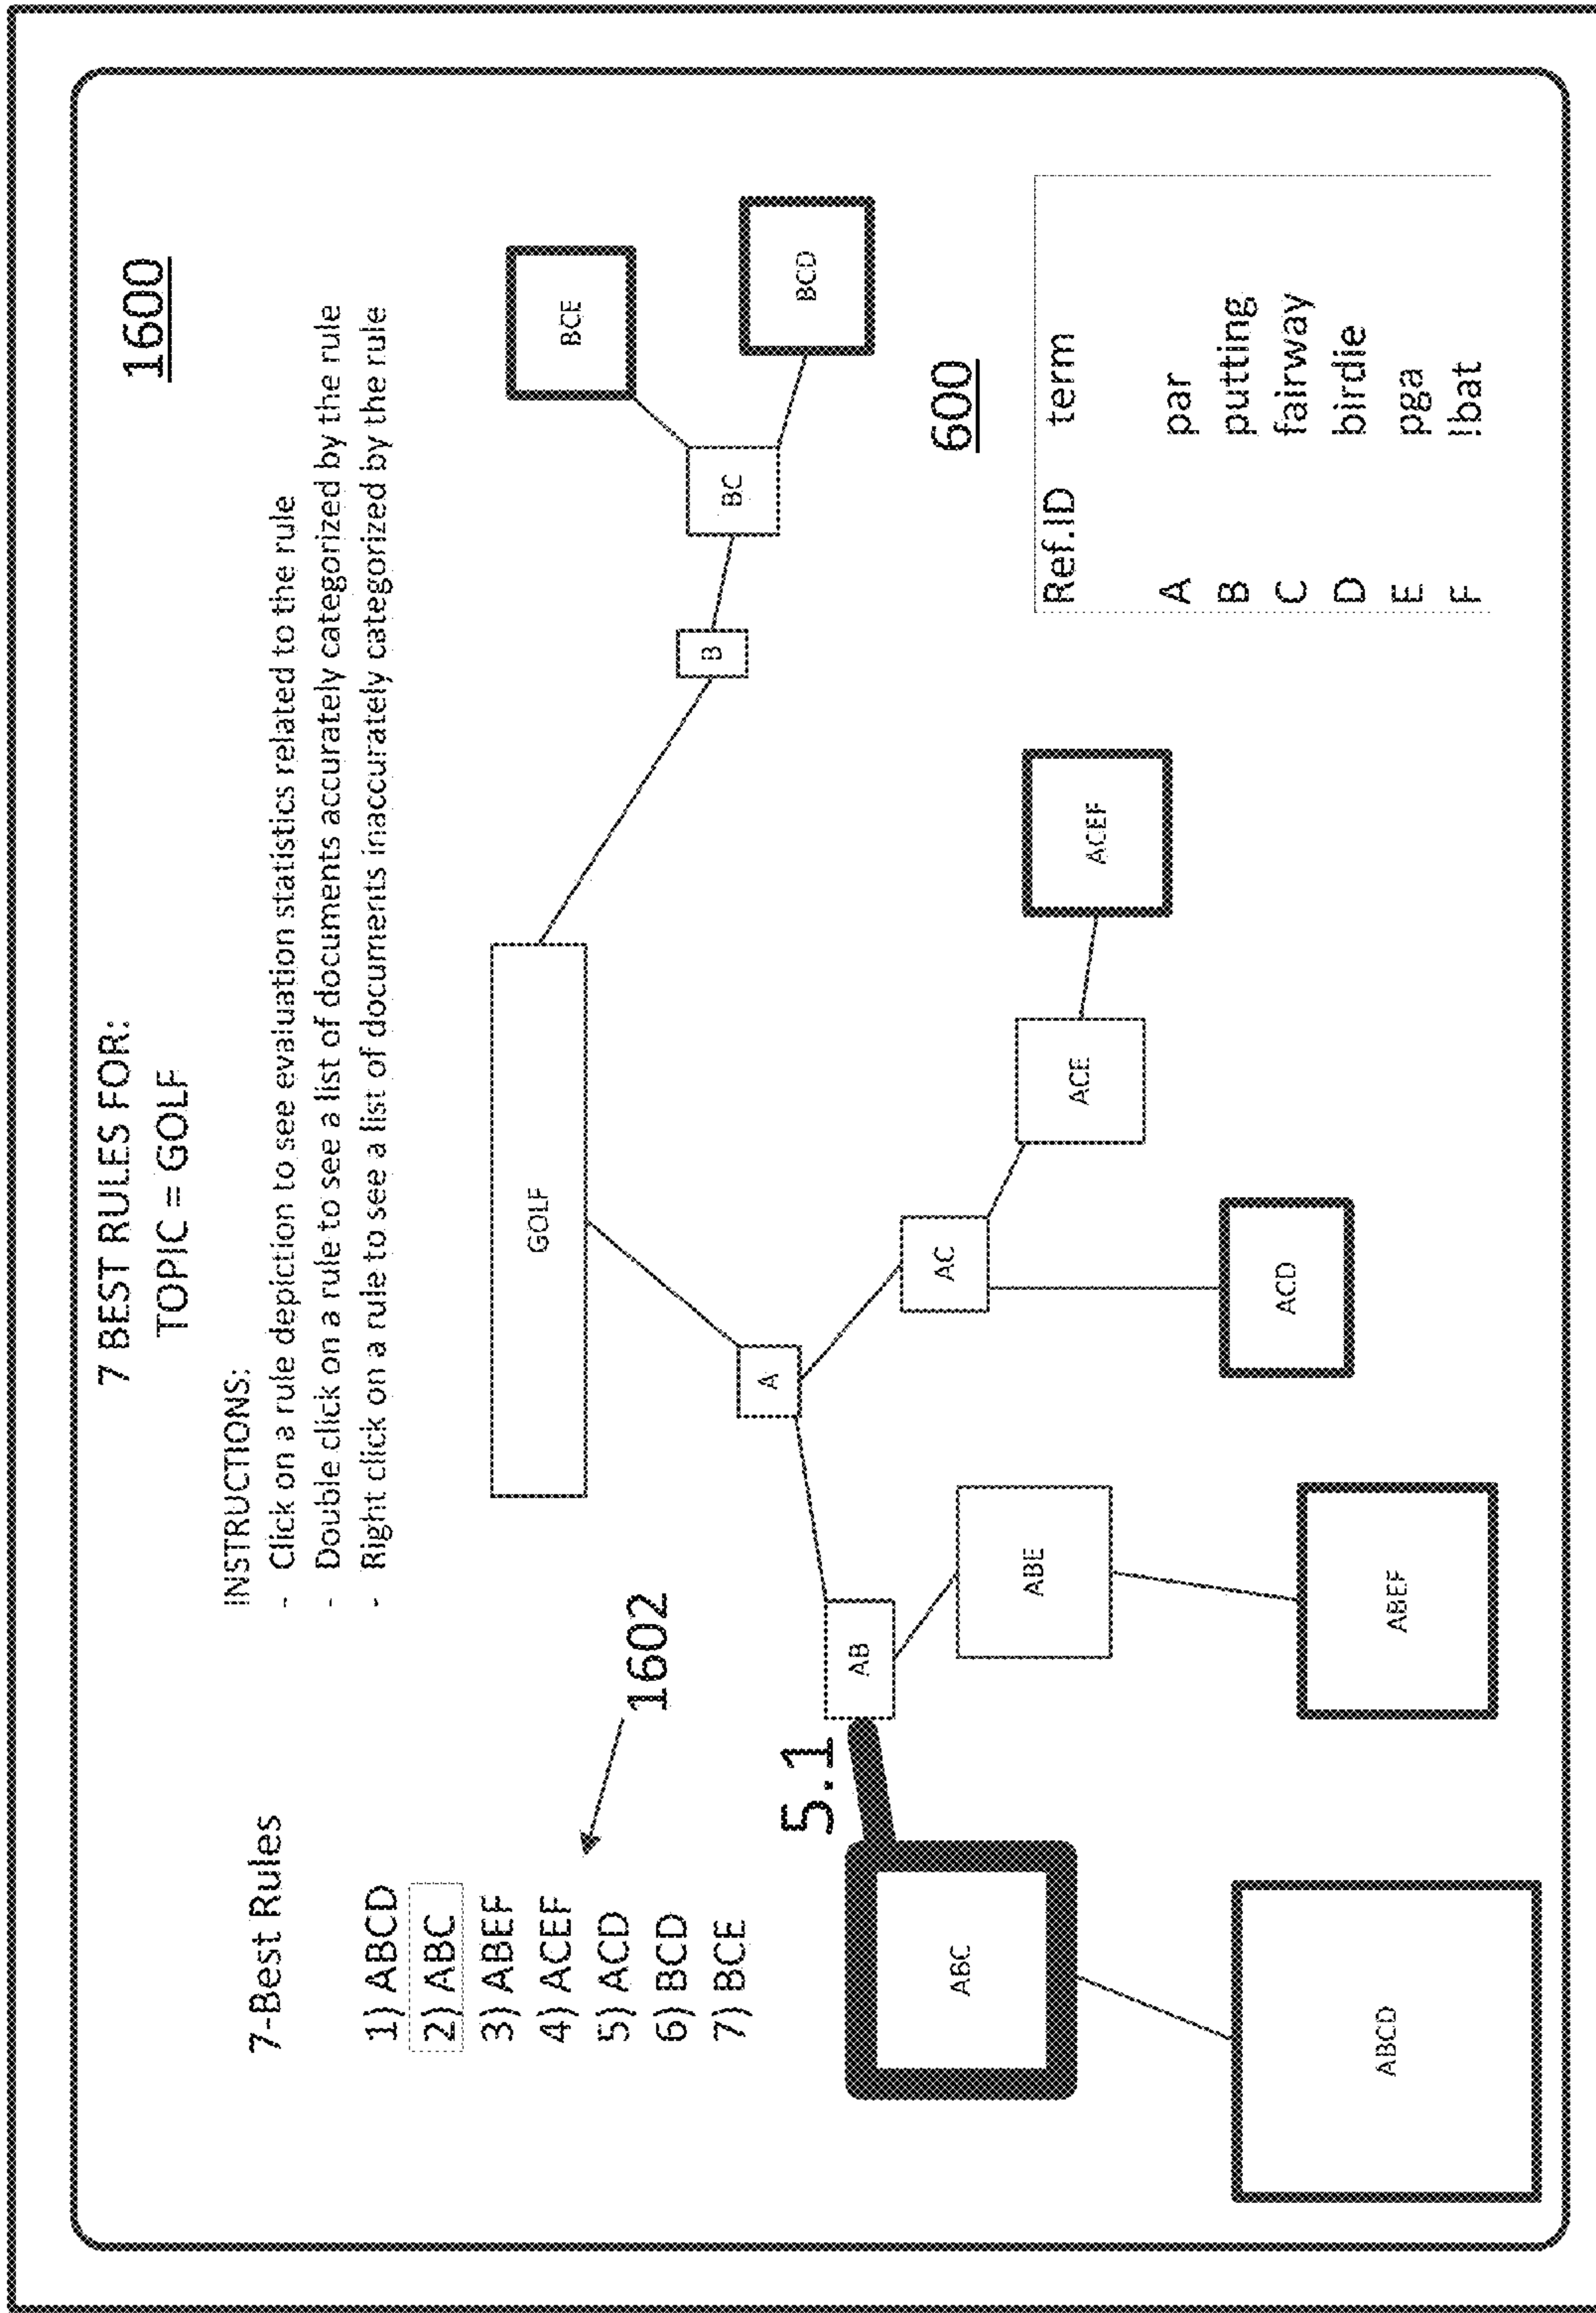 1600
7 BEST RULES FOR:
TOPIC = GOLF
INSTRUCTIONS:
- Click on a rule depiction to see evaluation statistics related to the rule
- Double click on a rule to see a list of documents accurately categorized by the rule
- Right click on a rule to see a list of documents inaccurately categorized by the rule
7-Best Rules
1) ABCD
2) ABC
3) ABEF
4) ACEF
5) ACD
6) BCD
7) BCE
1602
GOLF
BCE
B
BC
BCD
A
5.1
AB
AC
ABC
ABE
ACE
ACEF
ACD
ABEF
ABCD
600
Ref.ID term
A par
B putting
C fairway
D birdie
E pga
F !bat